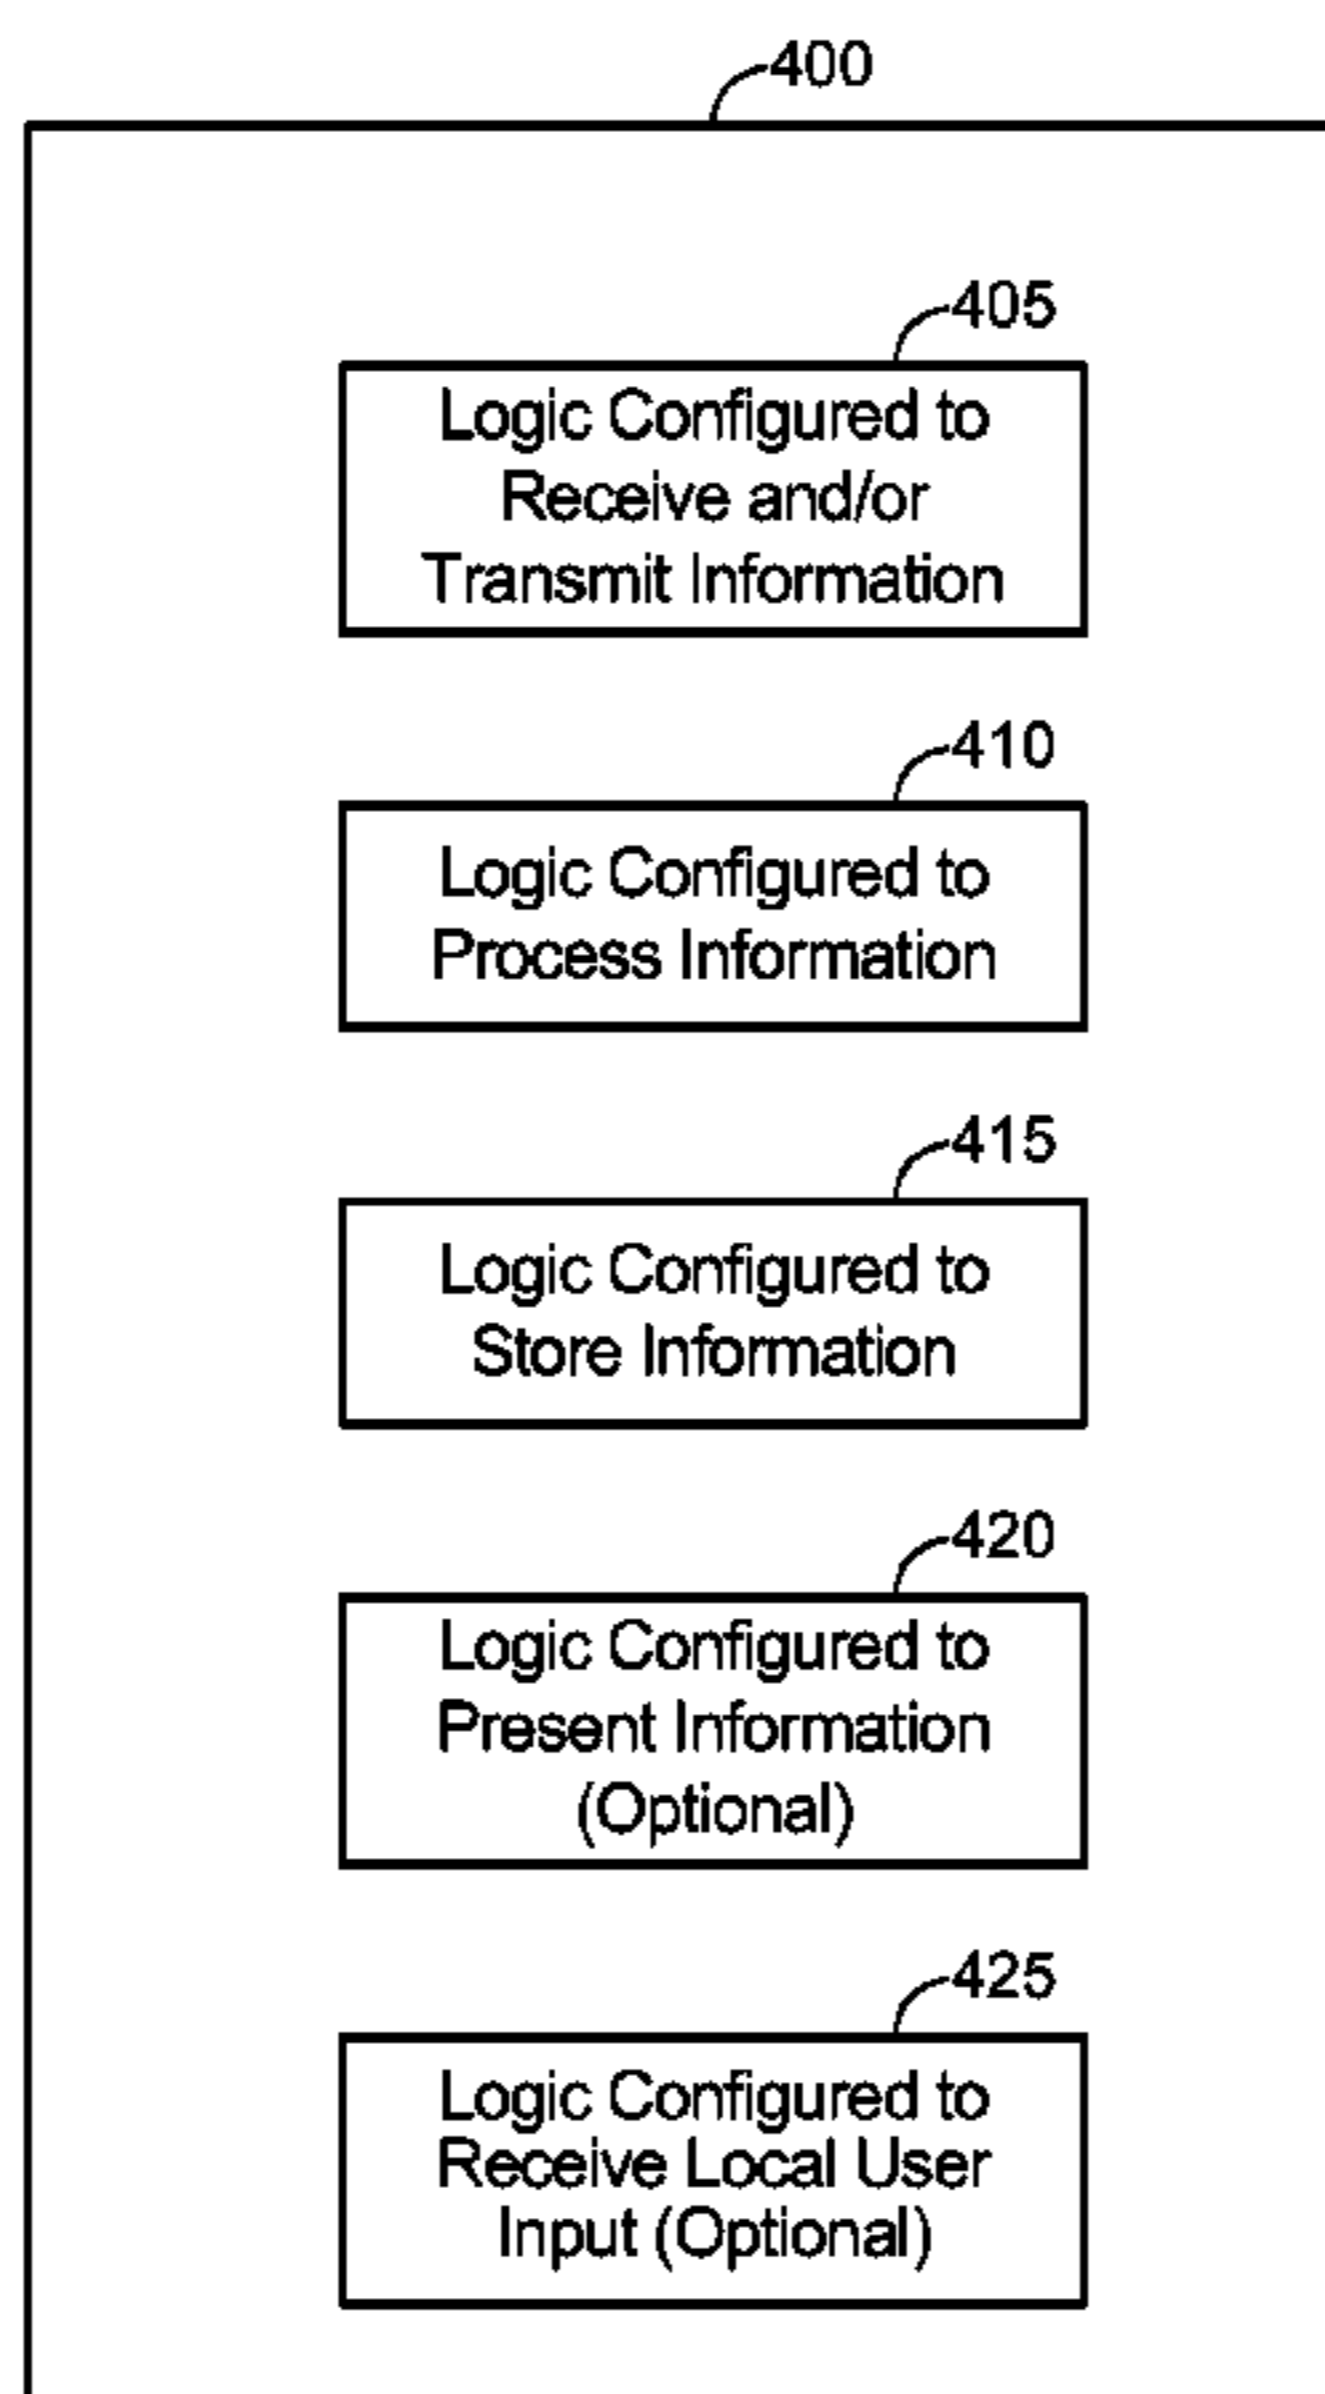 400
405
Logic Configured to
Receive and/or
Transmit Information
410
Logic Configured to
Process Information
415
Logic Configured to
Store Information
420
Logic Configured to
Present Information
(Optional)
425
Logic Configured to
Receive Local User
Input (Optional)